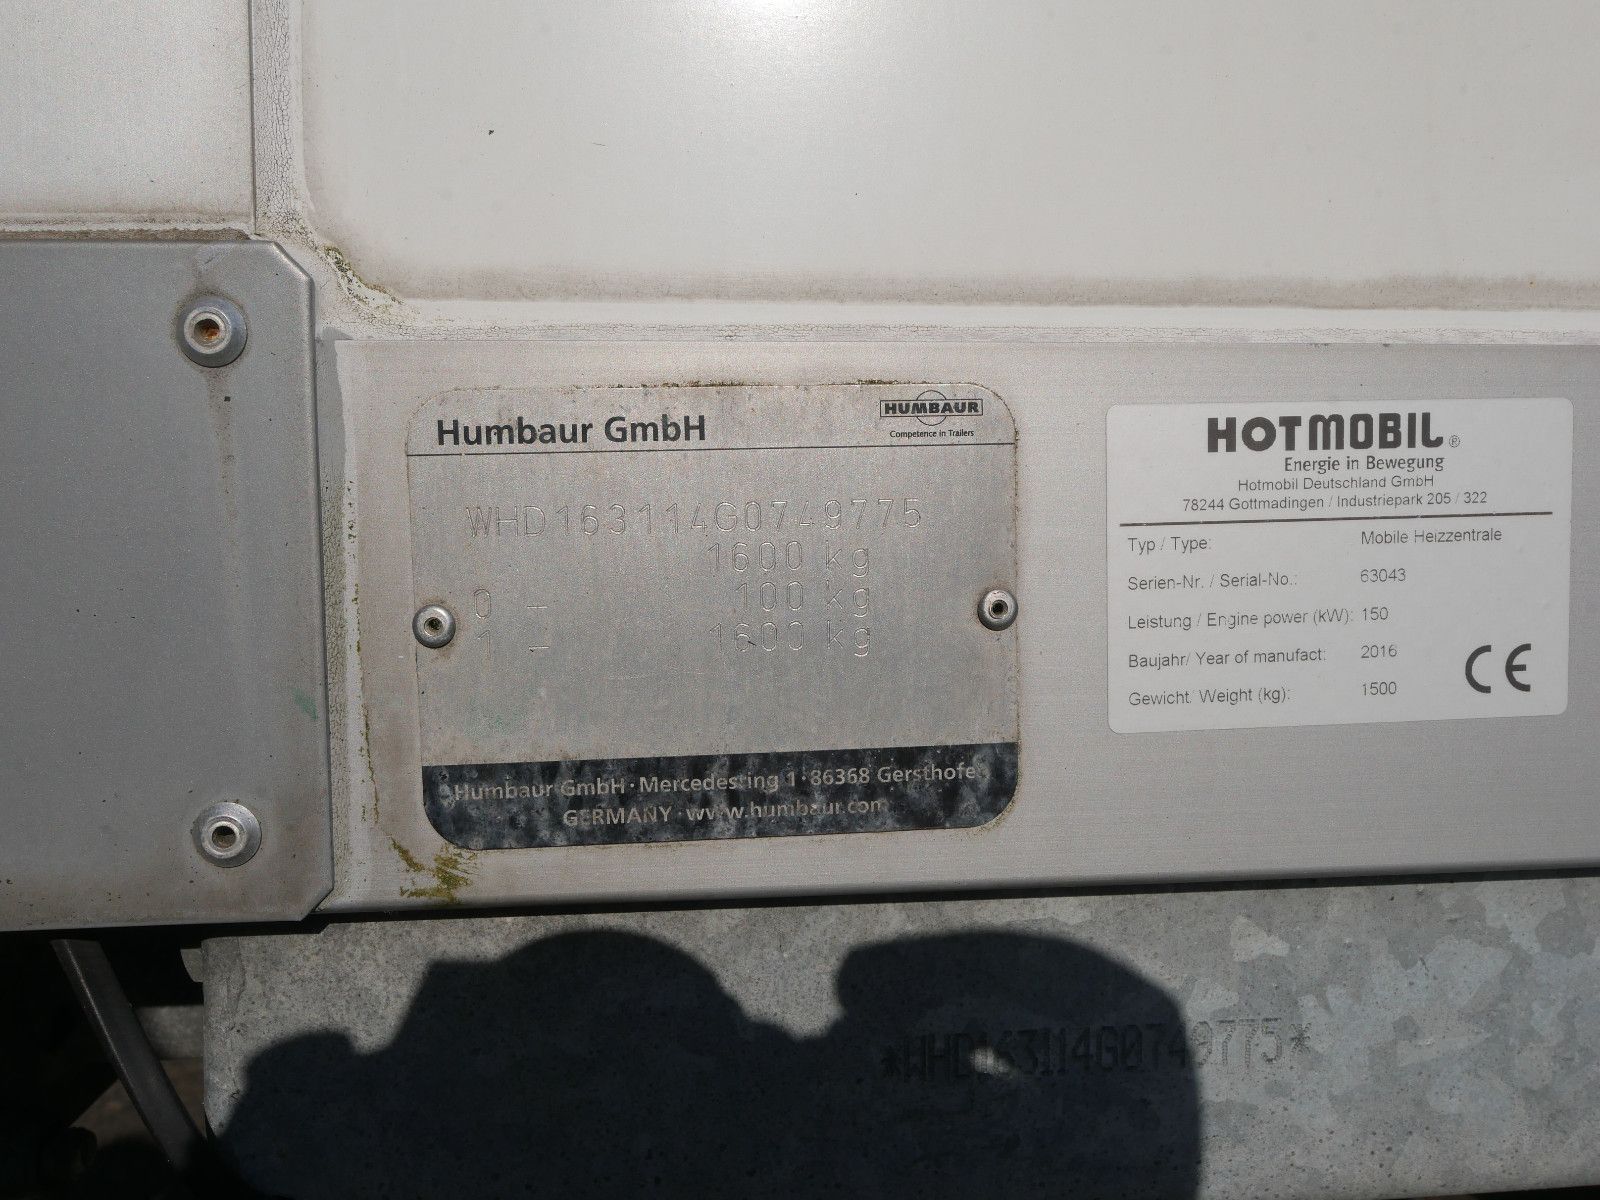 Humbaur GmbH
HUMBAUR
Competence in Trailers
WHD163114G0749775
1600 kg
0 - 100 kg
1 - 1600 kg
Humbaur GmbH · Mercedesring 1 · 86368 Gersthofe
GERMANY · www.humbaur.com
HOTMOBIL®
Energie in Bewegung
Hotmobil Deutschland GmbH
78244 Gottmadingen / Industriepark 205 / 322
Typ / Type: Mobile Heizzentrale
Serien-Nr. / Serial-No.: 63043
Leistung / Engine power (kW): 150
Baujahr/ Year of manufact: 2016
Gewicht Weight (kg): 1500
CE
*WHD163114G0749775*